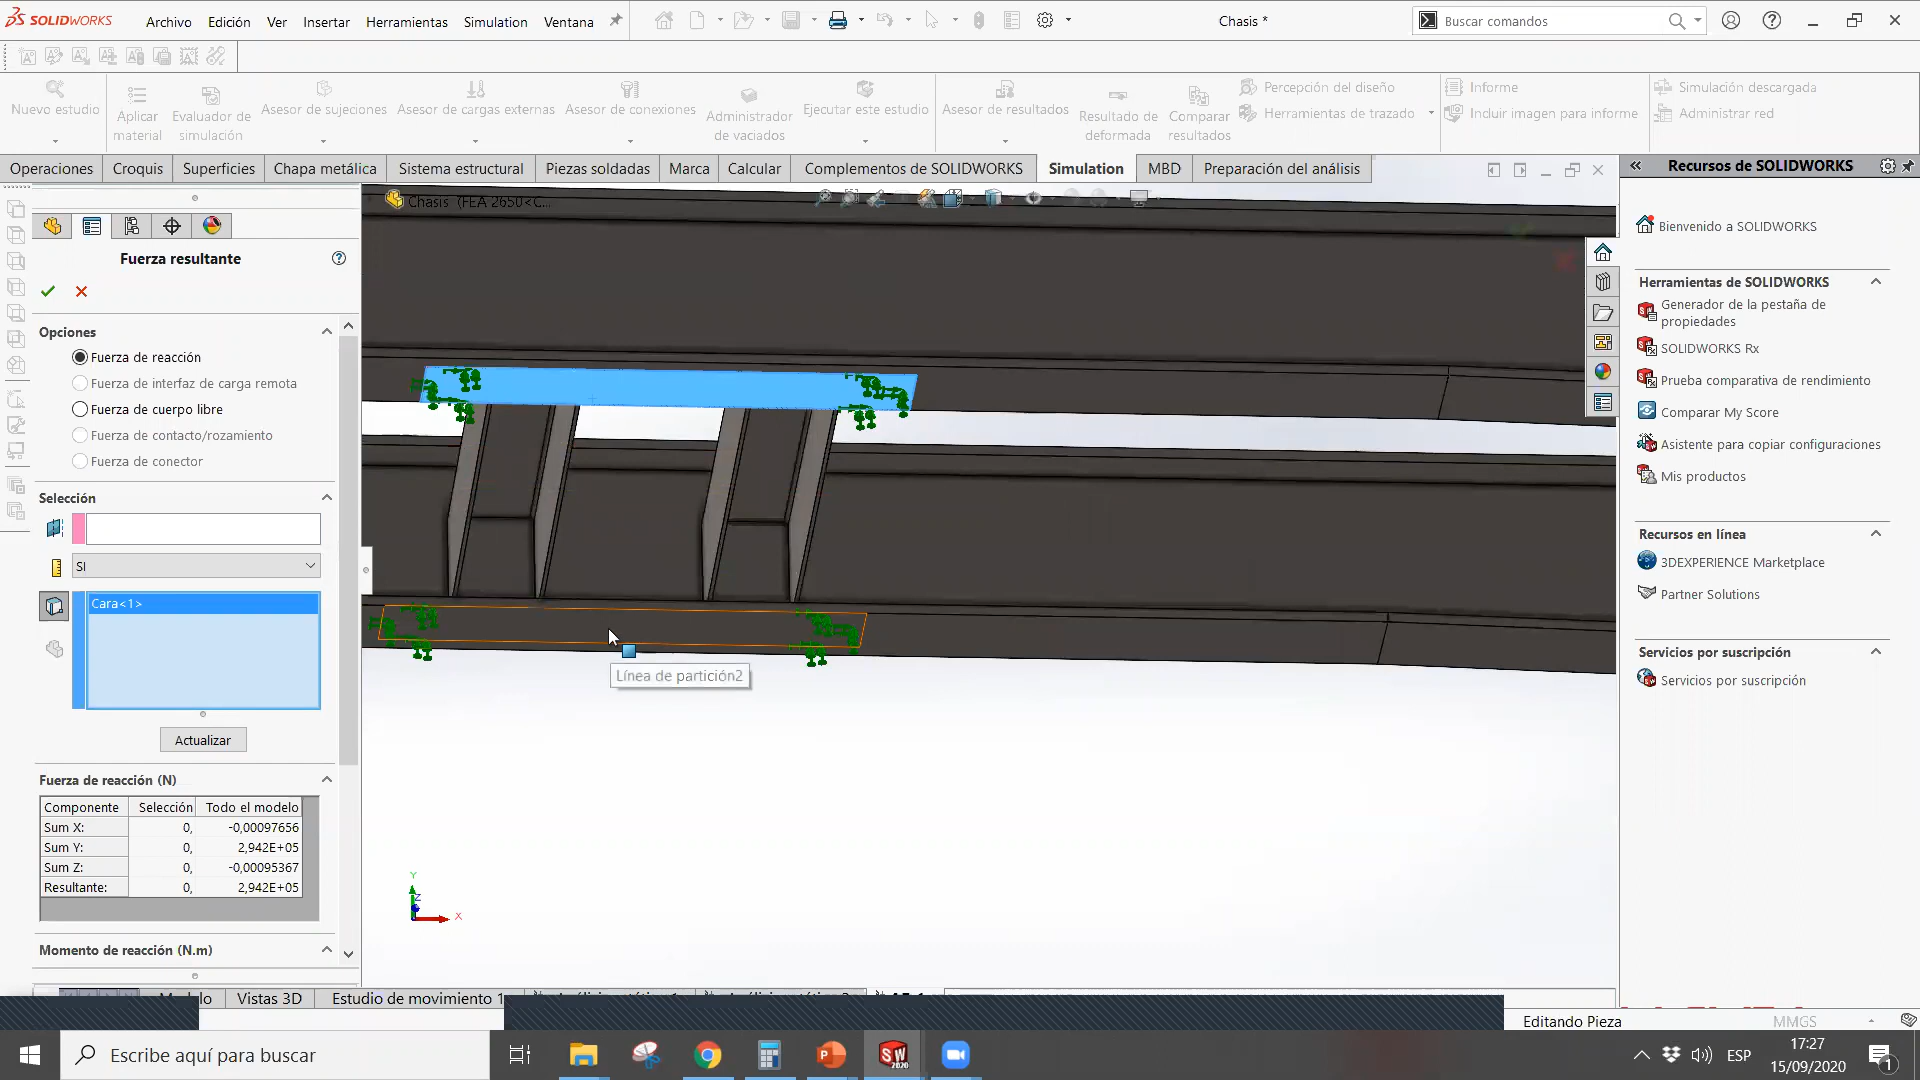 SOLIDWORKS
Archivo Edición Ver Insertar Herramientas Simulation Ventana
Chasis *
Buscar comandos
Nuevo estudio
Aplicar material
Evaluador de simulación
Asesor de sujeciones
Asesor de cargas externas
Asesor de conexiones
Administrador de vaciados
Ejecutar este estudio
Asesor de resultados
Resultado de deformada
Comparar resultados
Percepción del diseño
Herramientas de trazado
Informe
Incluir imagen para informe
Simulación descargada
Administrar red
Operaciones Croquis Superficies Chapa metálica Sistema estructural Piezas soldadas Marca Calcular Complementos de SOLIDWORKS Simulation MBD Preparación del análisis
Chasis (FEA 2650<C...
Fuerza resultante
Opciones
Fuerza de reacción
Fuerza de interfaz de carga remota
Fuerza de cuerpo libre
Fuerza de contacto/rozamiento
Fuerza de conector
Selección
SI
Cara<1>
Actualizar
Fuerza de reacción (N)
Componente Selección Todo el modelo
Sum X: 0, -0,00097656
Sum Y: 0, 2,942E+05
Sum Z: 0, -0,00095367
Resultante: 0, 2,942E+05
Momento de reacción (N.m)
Línea de partición2
Y
Z
X
Recursos de SOLIDWORKS
Bienvenido a SOLIDWORKS
Herramientas de SOLIDWORKS
Generador de la pestaña de
propiedades
SOLIDWORKS Rx
Prueba comparativa de rendimiento
Comparar My Score
Asistente para copiar configuraciones
Mis productos
Recursos en línea
3DEXPERIENCE Marketplace
Partner Solutions
Servicios por suscripción
Servicios por suscripción
Vistas 3D Estudio de movimiento 1
Editando Pieza MMGS
Escribe aquí para buscar
SW
2020
ESP
17:27
15/09/2020
1